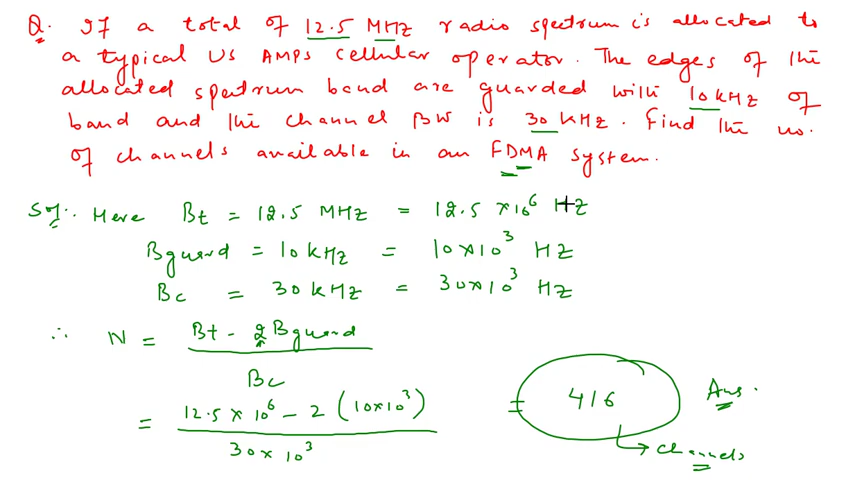 Q. If a total of 12.5 MHz radio spectrum is allocated to
a typical US AMPS cellular operator. The edges of the
allocated spectrum band are guarded with 10 kHz of
band and the channel BW is 30 kHz. Find the no.
of channels available in an FDMA system.
Sol:. Here Bt = 12.5 MHz = 12.5 × 10^6 Hz
Bguard = 10 kHz = 10×10^3 Hz
Bc = 30 kHz = 30×10^3 Hz
∴ N = Bt - 2 Bguard / Bc
= 12.5 × 10^6 - 2 (10×10^3) / 30 × 10^3 = 416 Ans.
→ channels